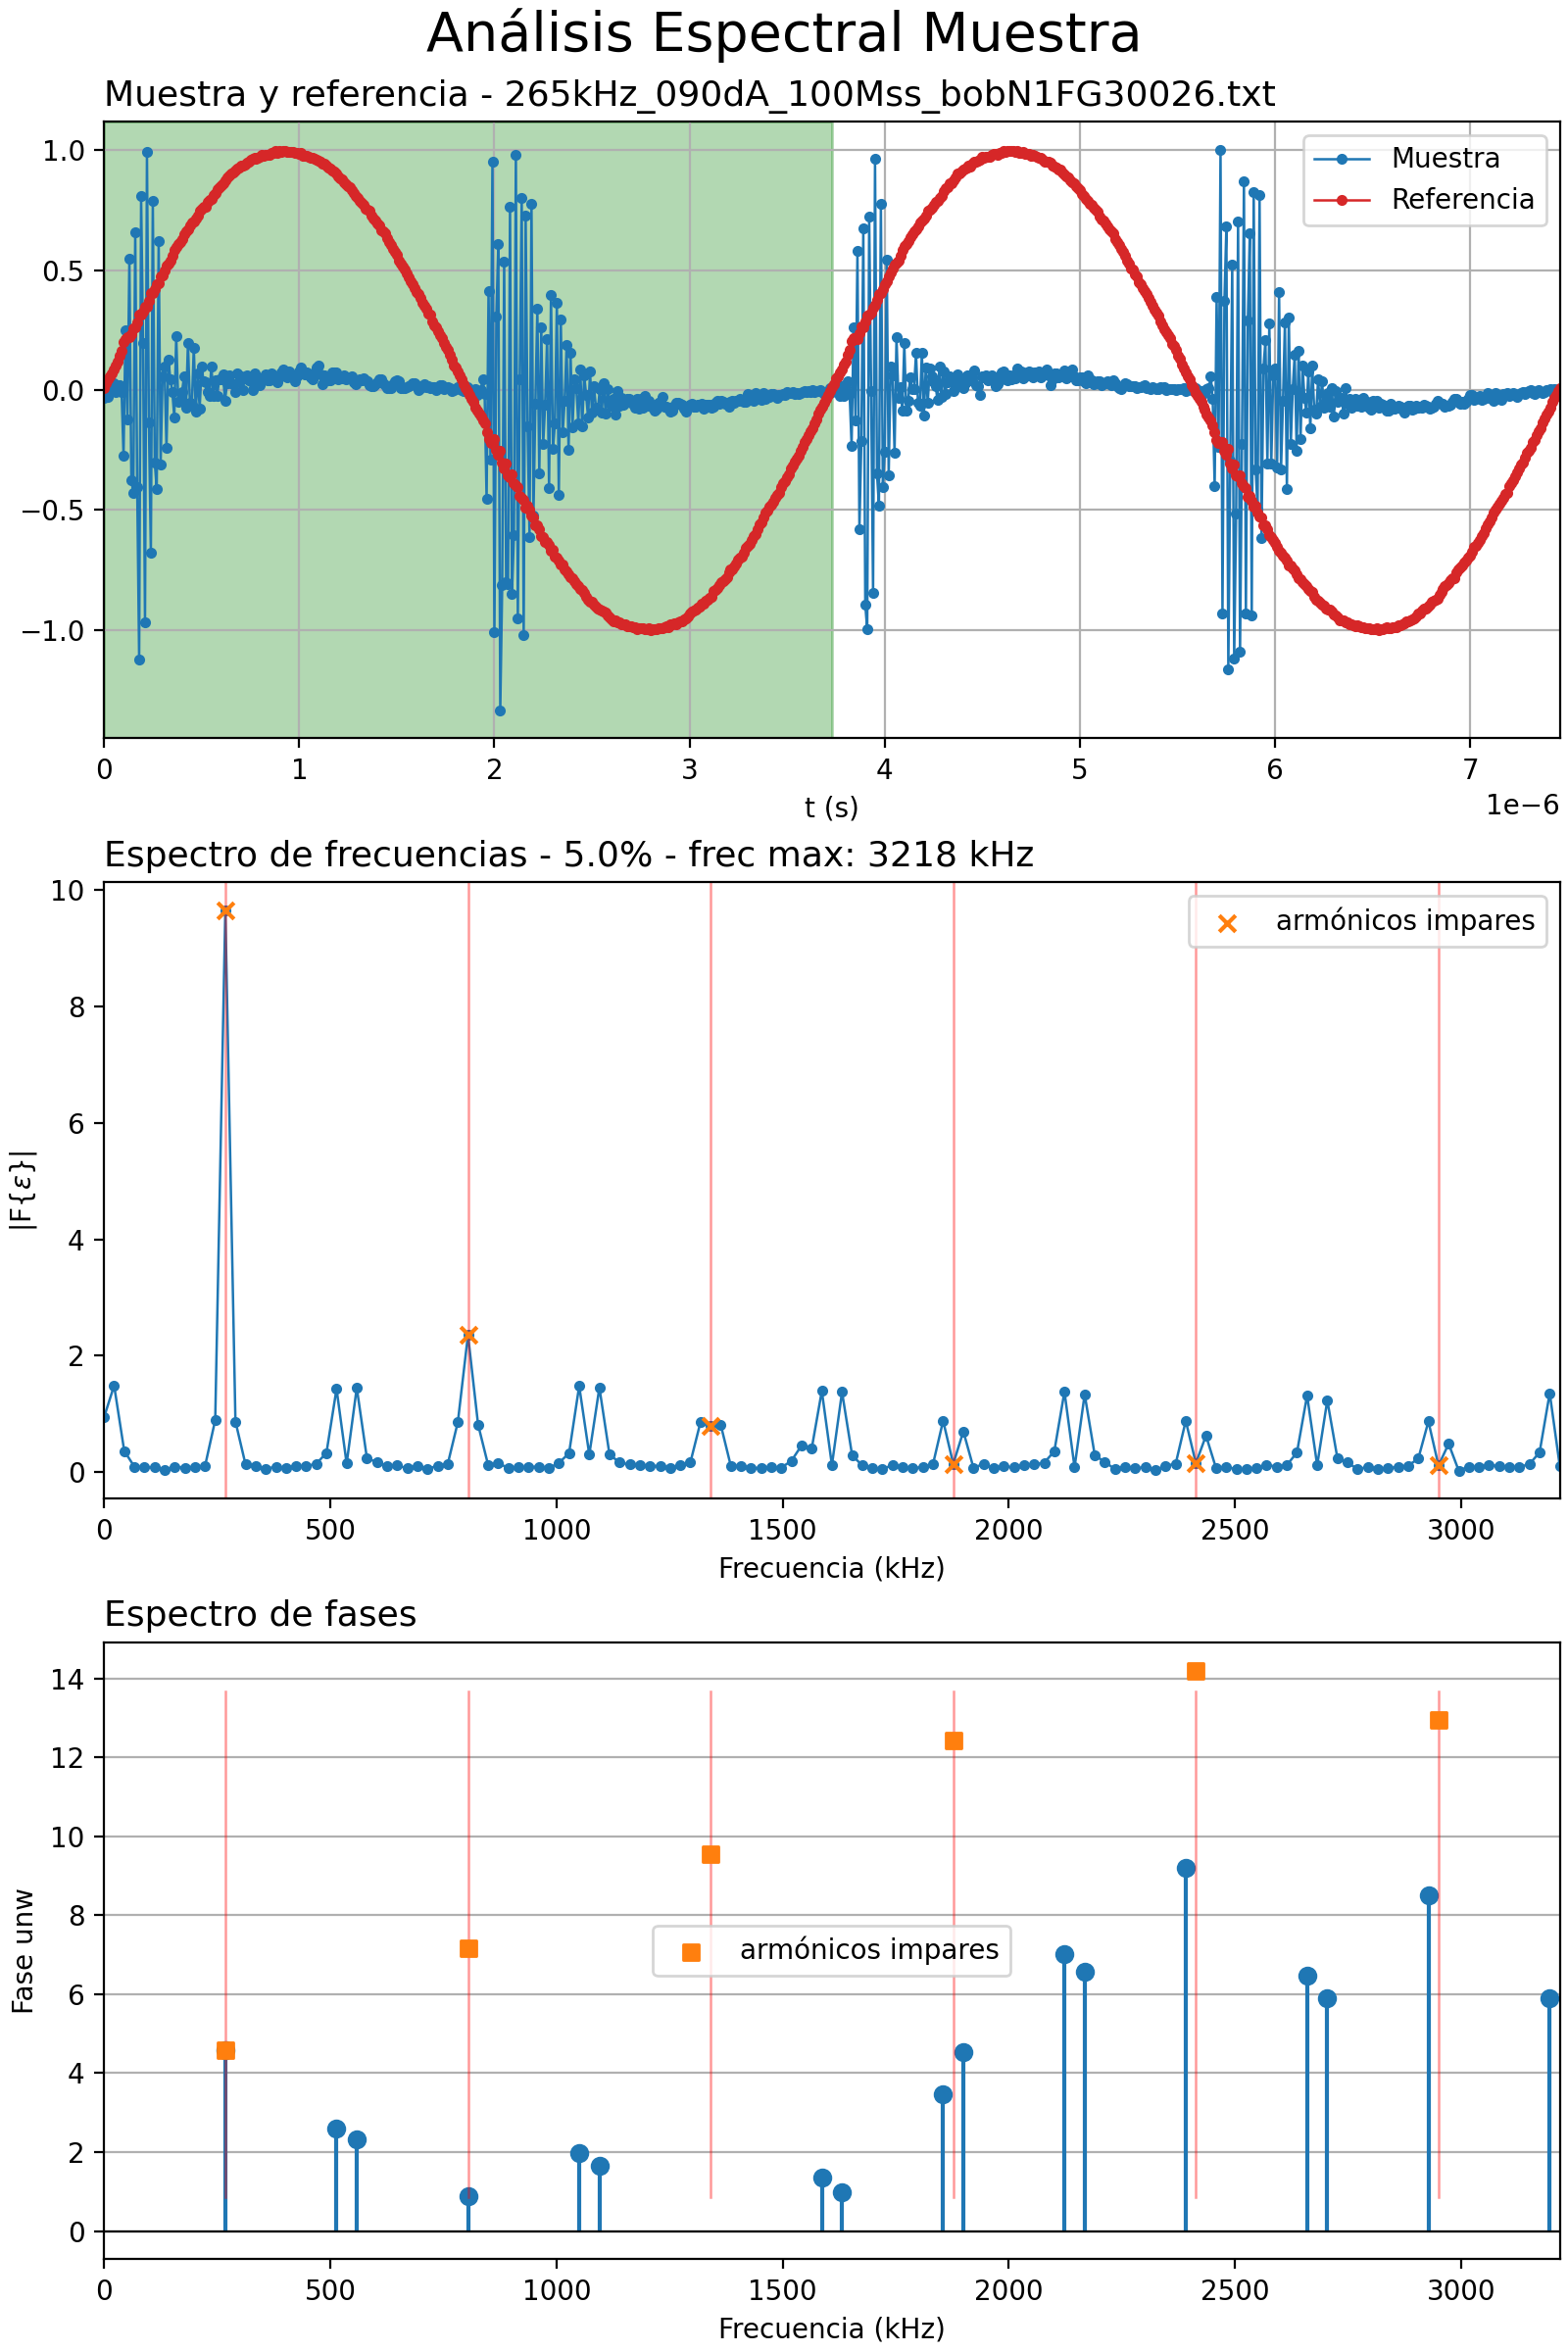 Análisis Espectral Muestra
Muestra y referencia - 265kHz_090dA_100Mss_bobN1FG30026.txt
1.0
0.5
0.0
−0.5
−1.0
Muestra
Referencia
0 1 2 3 4 5 6 7
t (s)
1e−6
Espectro de frecuencias - 5.0% - frec max: 3218 kHz
10
8
6
4
2
0
|F{ε}|
armónicos impares
0 500 1000 1500 2000 2500 3000
Frecuencia (kHz)
Espectro de fases
14
12
10
8
6
4
2
0
Fase unw
armónicos impares
0 500 1000 1500 2000 2500 3000
Frecuencia (kHz)